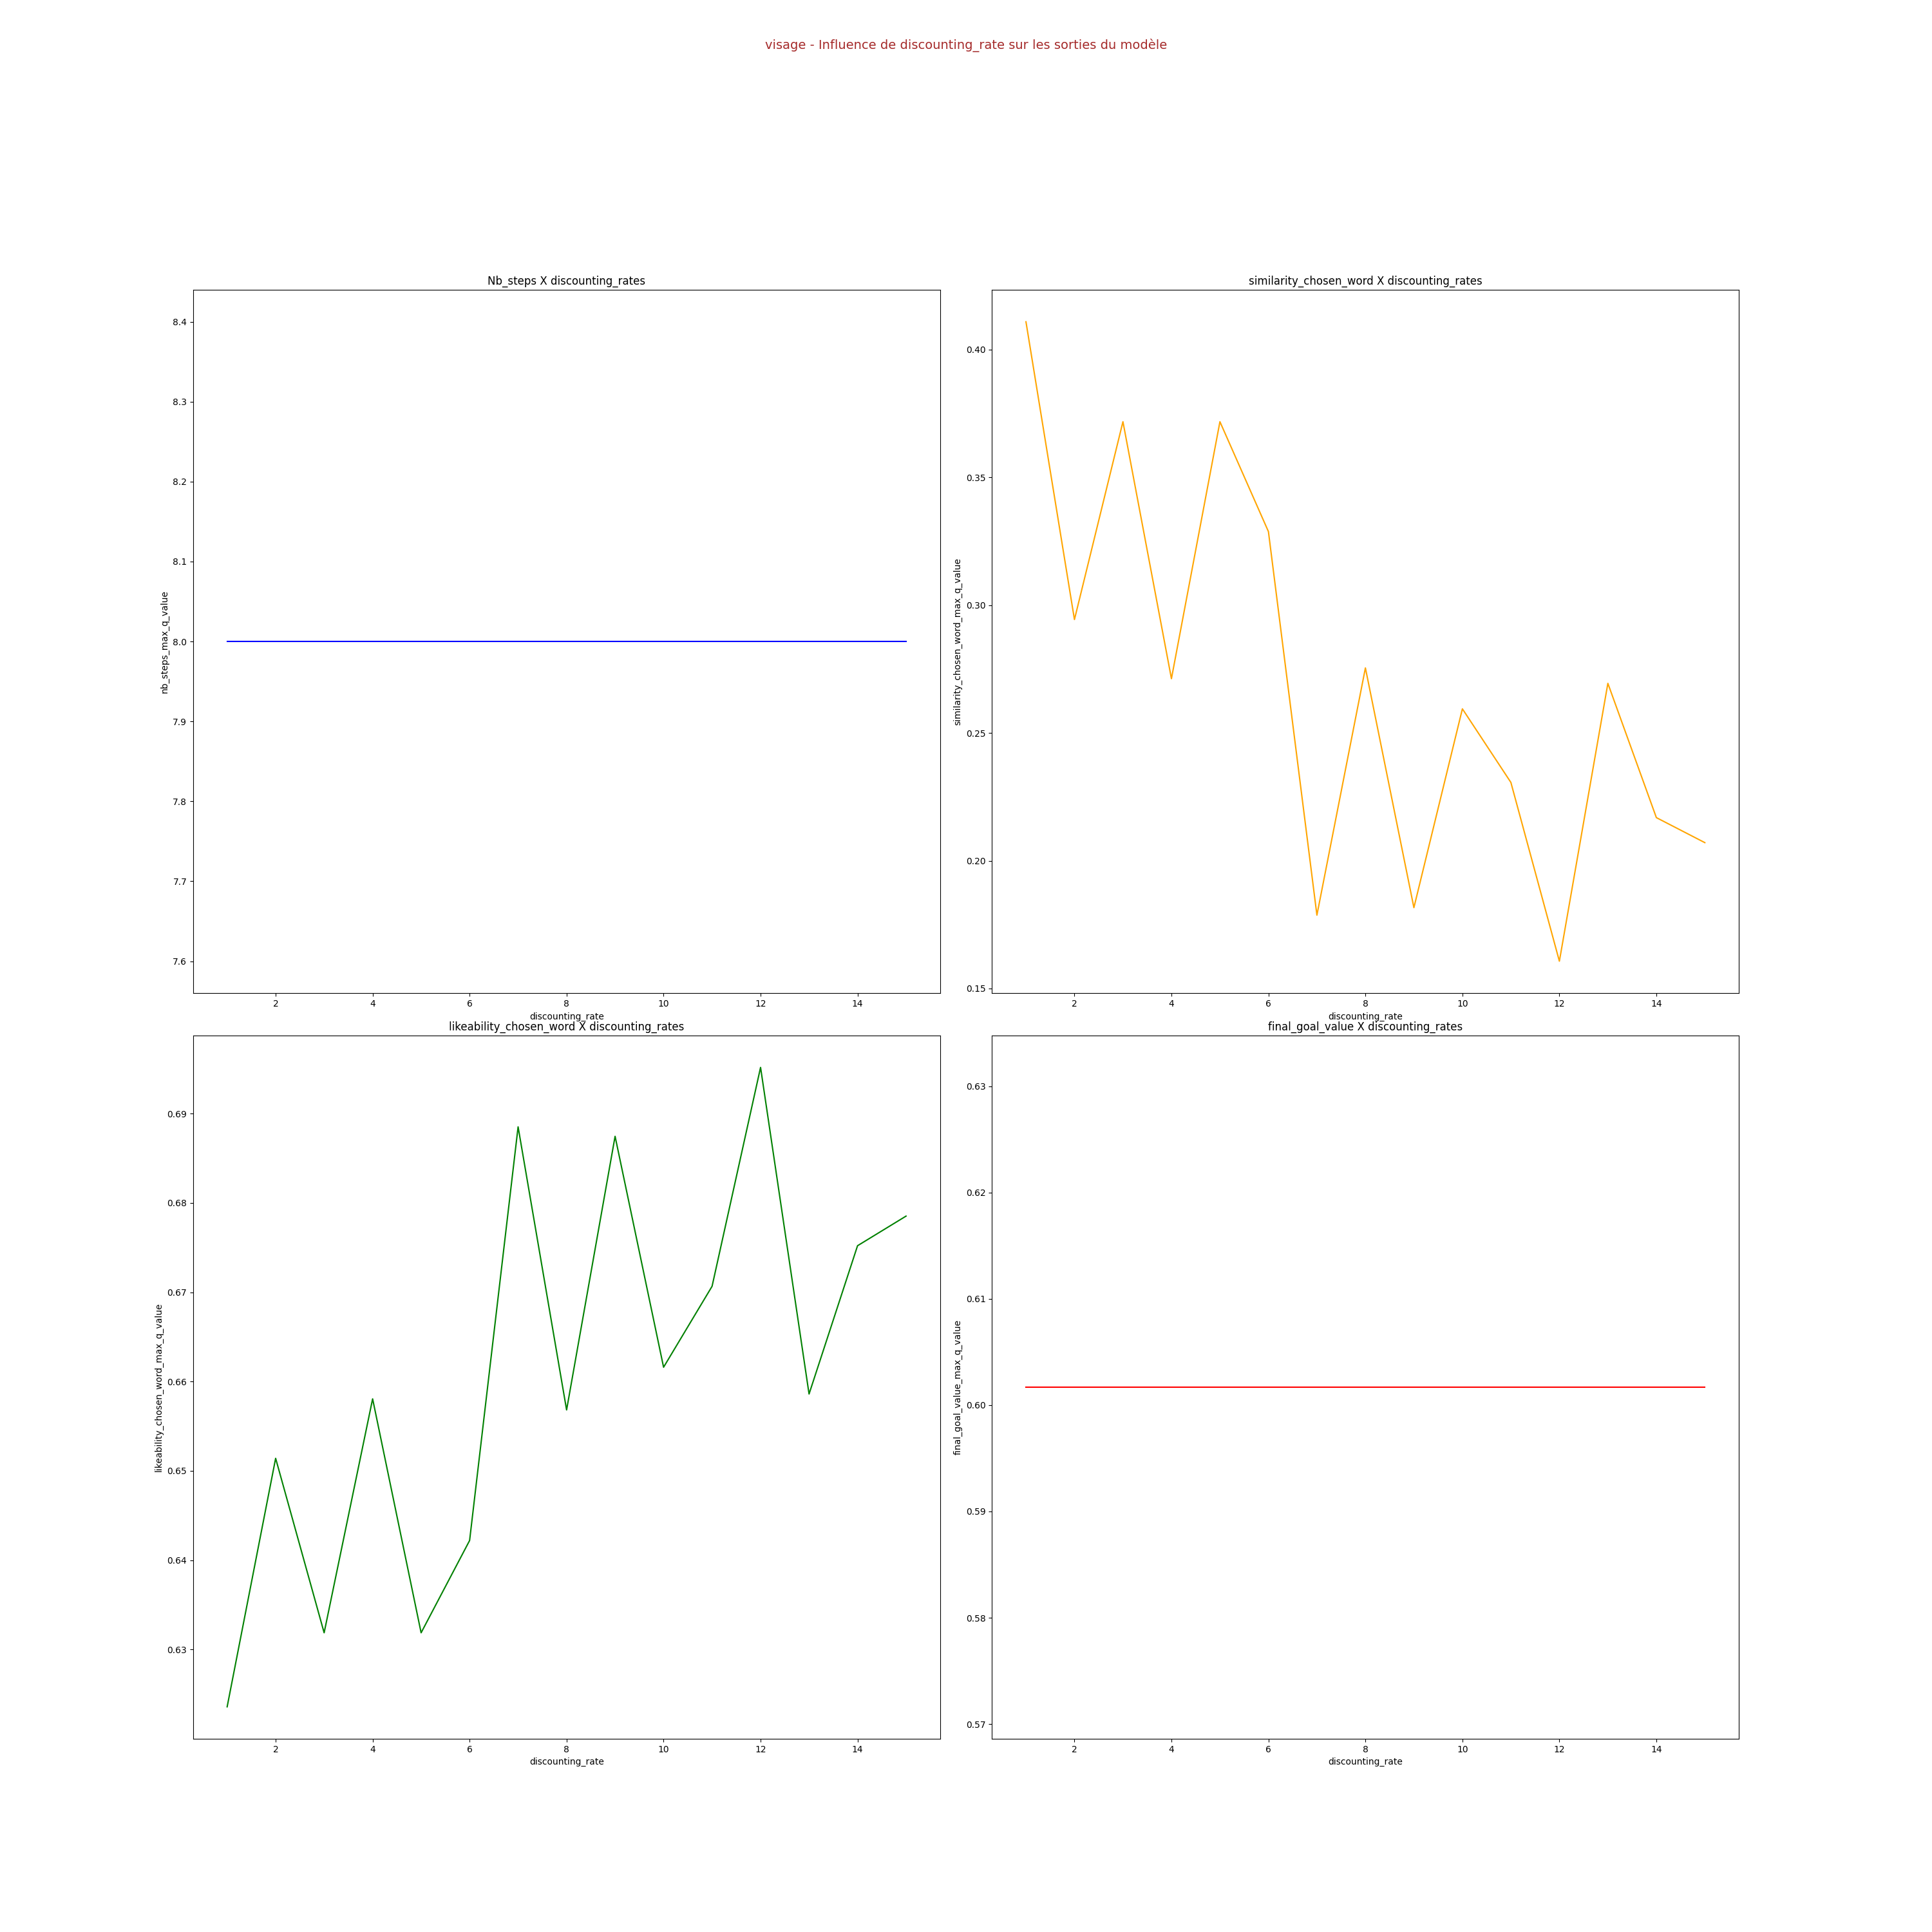 visage - Influence de discounting_rate sur les sorties du modèle
Nb_steps X discounting_rates
8.4
8.3
8.2
8.1
8.0
7.9
7.8
7.7
7.6
nb_steps_max_q_value
2 4 6 8 10 12 14
discounting_rate
similarity_chosen_word X discounting_rates
0.40
0.35
0.30
0.25
0.20
0.15
similarity_chosen_word_max_q_value
2 4 6 8 10 12 14
discounting_rate
likeability_chosen_word X discounting_rates
0.69
0.68
0.67
0.66
0.65
0.64
0.63
likeability_chosen_word_max_q_value
2 4 6 8 10 12 14
discounting_rate
final_goal_value X discounting_rates
0.63
0.62
0.61
0.60
0.59
0.58
0.57
final_goal_value_max_q_value
2 4 6 8 10 12 14
discounting_rate